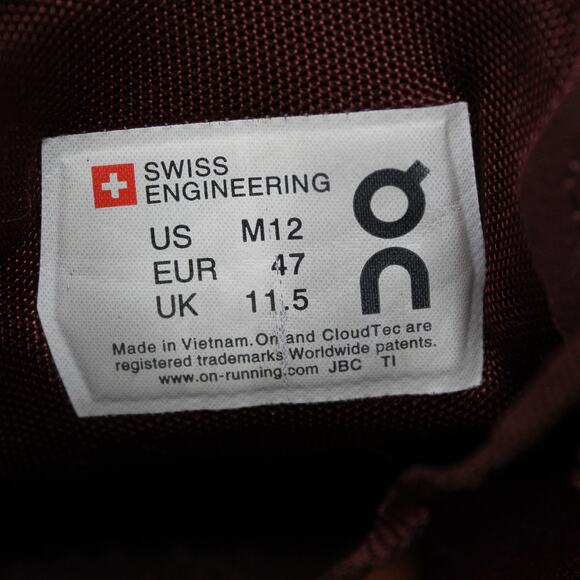 SWISS
ENGINEERING
US M12
EUR 47
UK 11.5
Made in Vietnam. On and CloudTec are
registered trademarks Worldwide patents.
www.on-running.com JBC TI
On